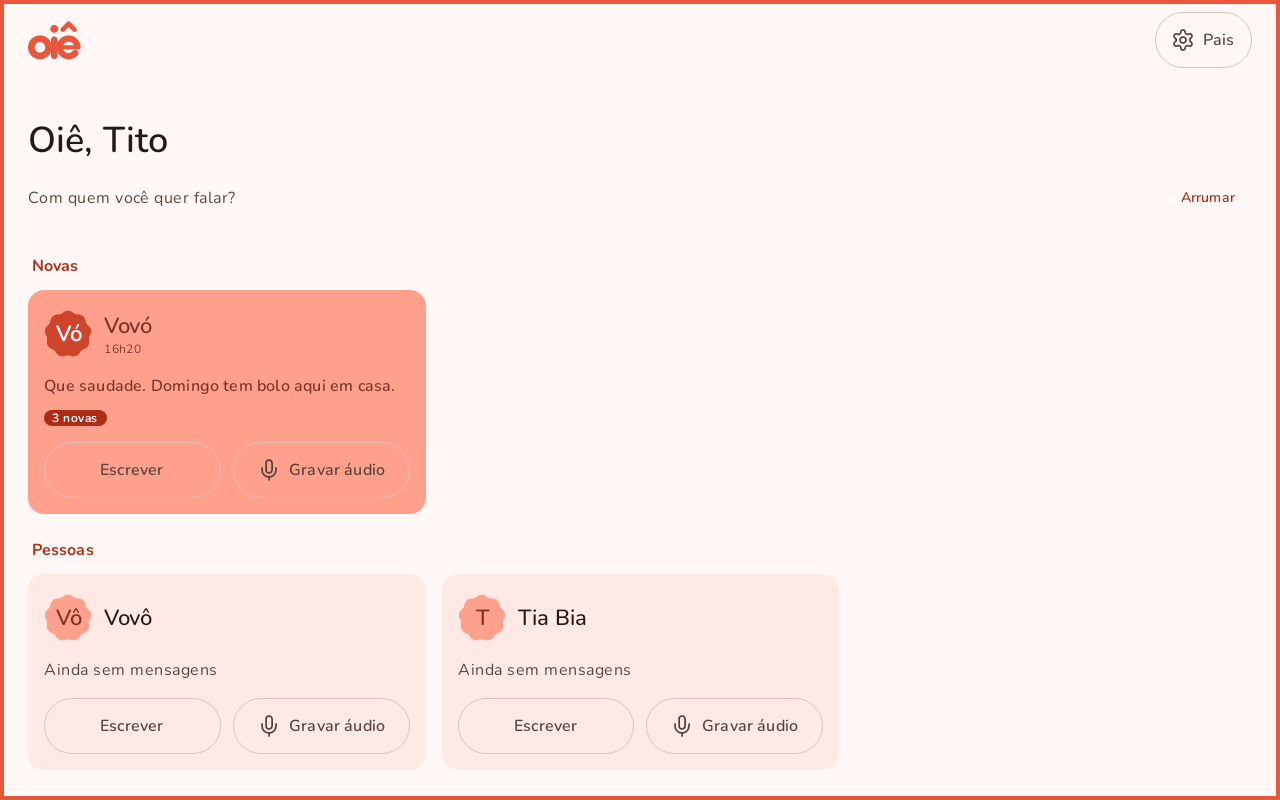 oiê
Pais
Oiê, Tito
Com quem você quer falar?
Arrumar
Novas
Vó
Vovó
16h20
Que saudade. Domingo tem bolo aqui em casa.
3 novas
Escrever
Gravar áudio
Pessoas
Vô
Vovô
Ainda sem mensagens
Escrever
Gravar áudio
T
Tia Bia
Ainda sem mensagens
Escrever
Gravar áudio